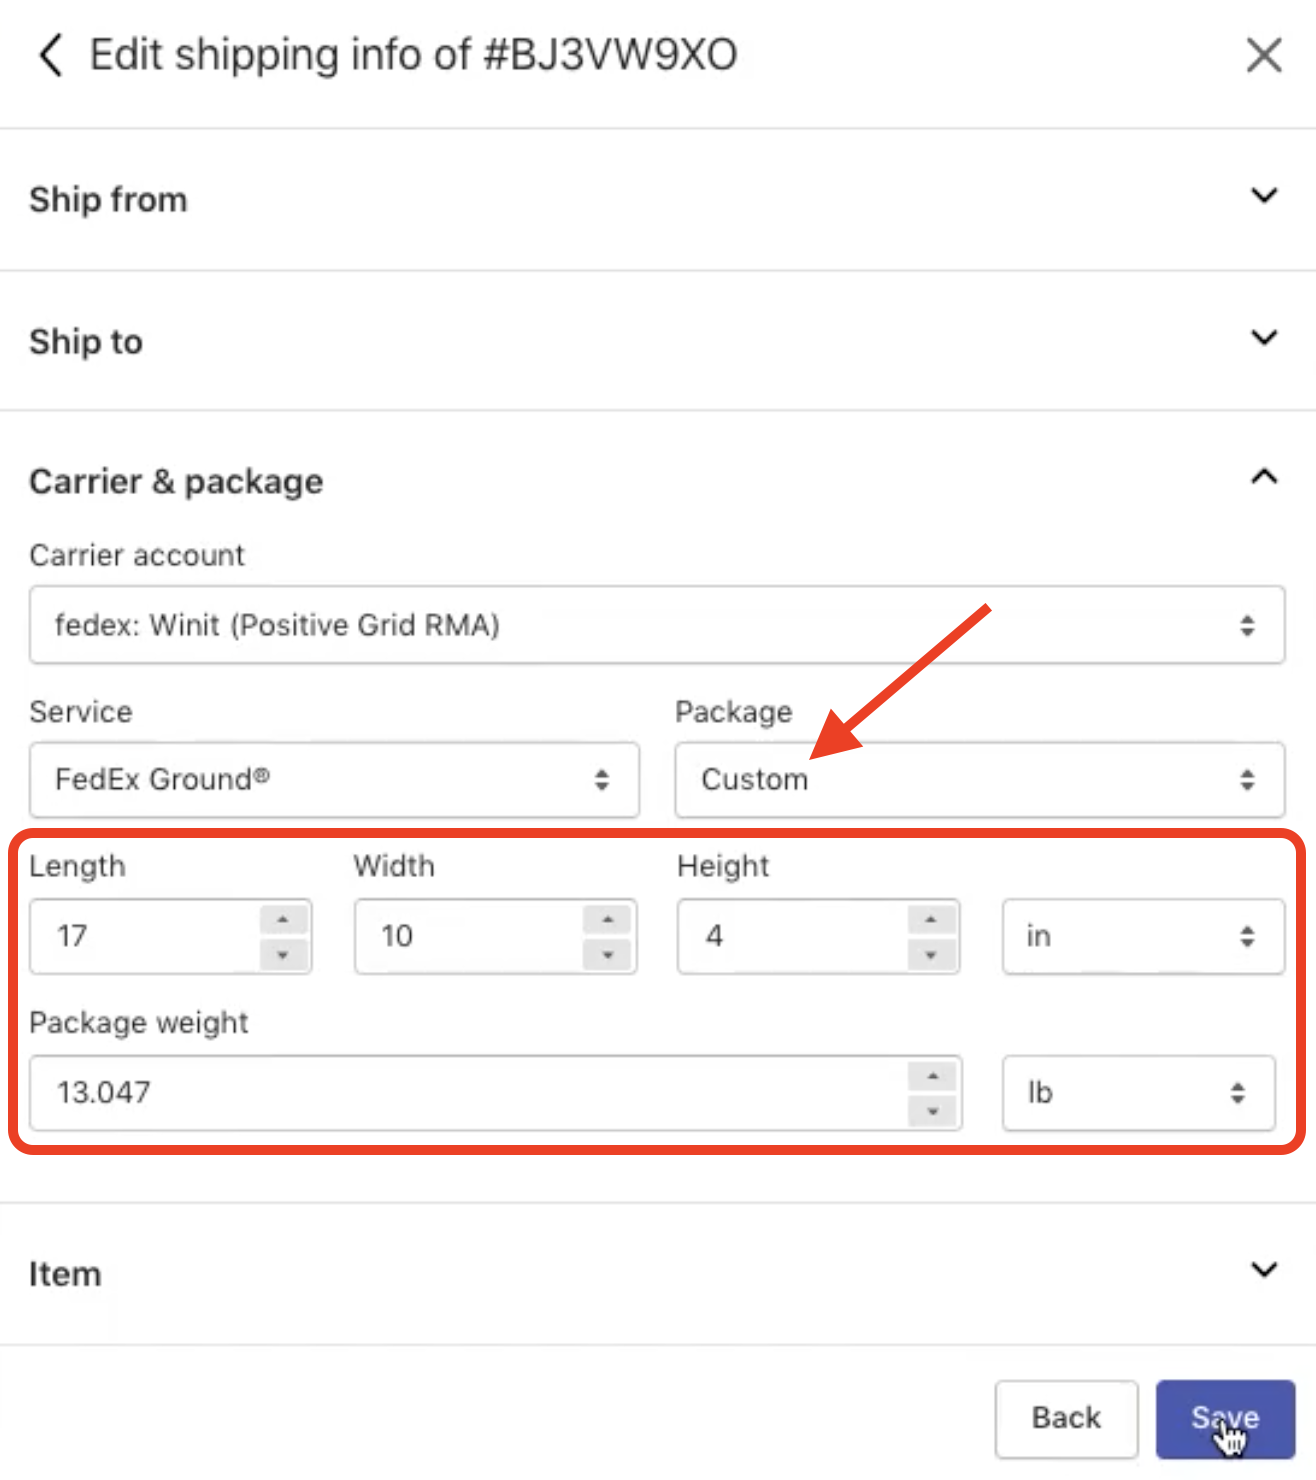 Edit shipping info of #BJ3VW9XO
Ship from
Ship to
Carrier & package
Carrier account
fedex: Winit (Positive Grid RMA)
Service Package
FedEx Ground® Custom
Length Width Height
17 10 4 in
Package weight
13.047 lb
Item
Back Save